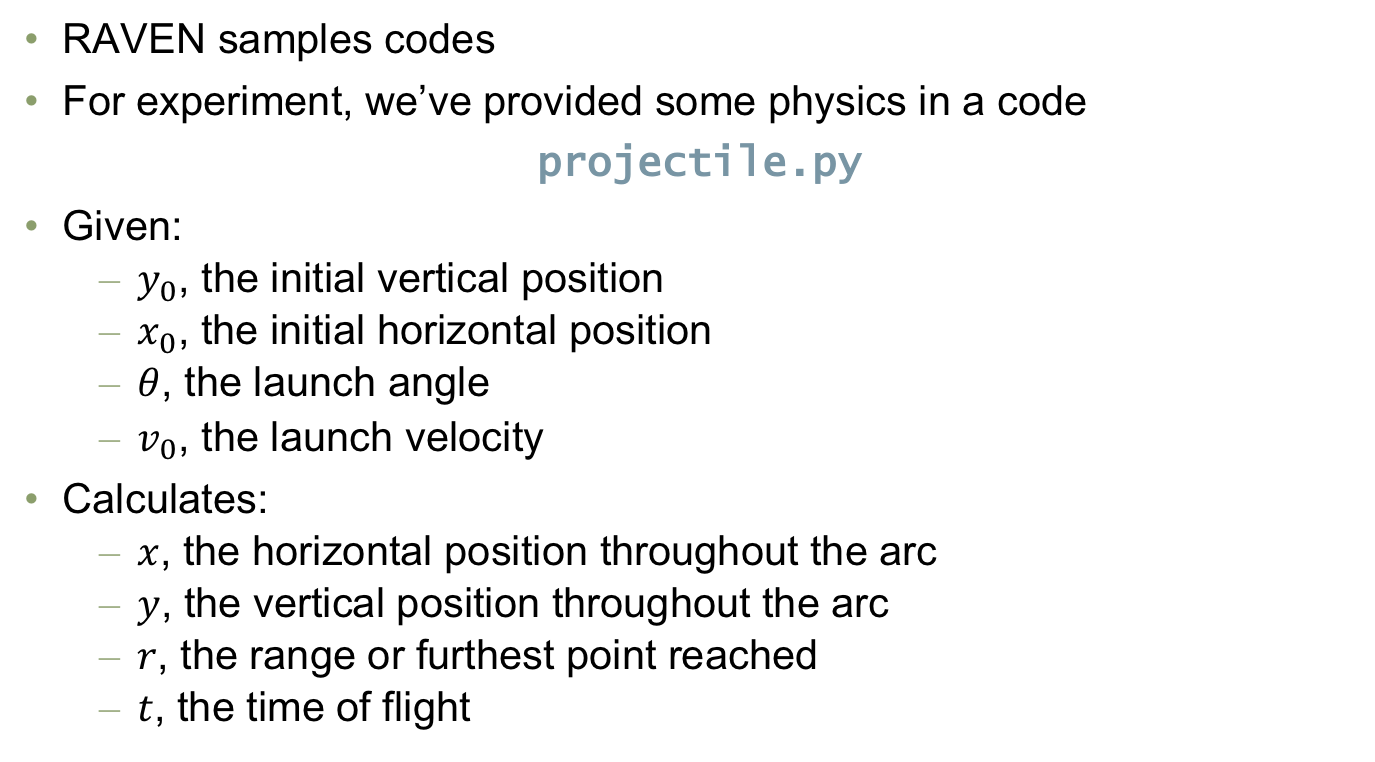 • RAVEN samples codes
• For experiment, we’ve provided some physics in a code
projectile.py
• Given:
– y₀, the initial vertical position
– x₀, the initial horizontal position
– θ, the launch angle
– v₀, the launch velocity
• Calculates:
– x, the horizontal position throughout the arc
– y, the vertical position throughout the arc
– r, the range or furthest point reached
– t, the time of flight